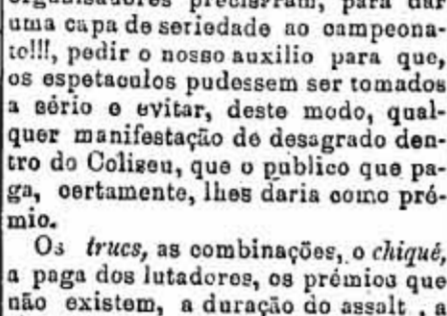 organisadores precisaram, para dar
uma capa de seriedade ao campeona-
to!!!, pedir o nosso auxilio para que,
os espetaculos pudessem ser tomados
a sério e evitar, deste modo, qual-
quer manifestação de desagrado den-
tro do Coliseu, que o publico que pa-
ga, certamente, lhes daria como pré-
mio.
Os trucs, as combinações, o chiqué,
a paga dos lutadores, os prémios que
não existem, a duração do assalt , a